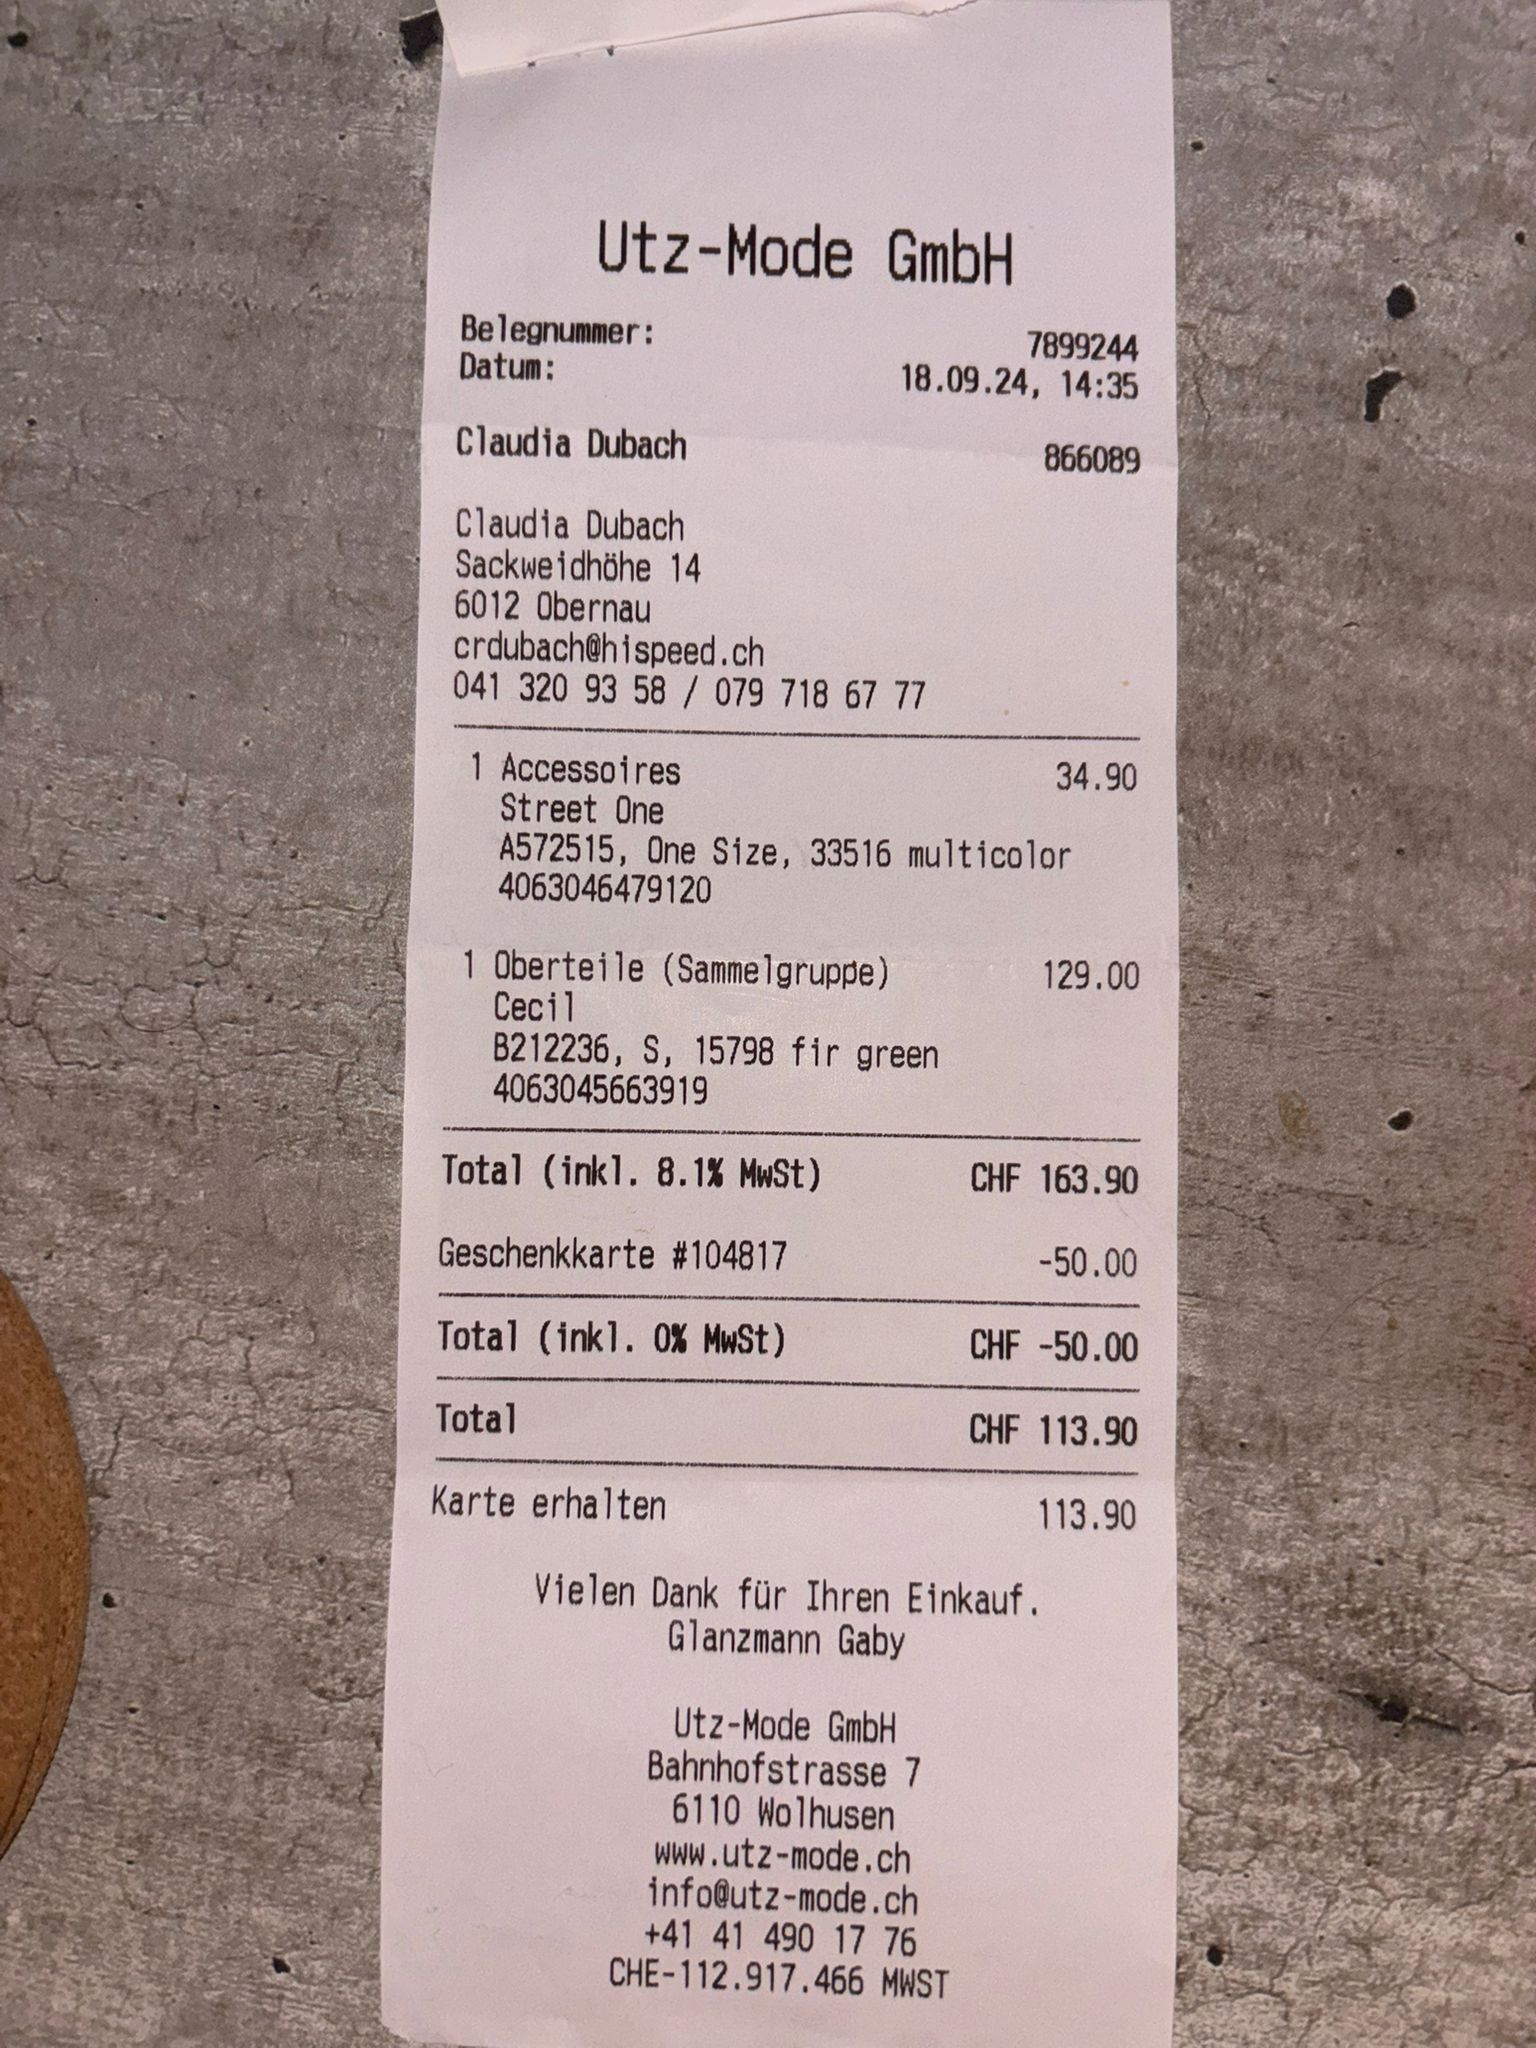 Utz-Mode GmbH
Belegnummer: 7899244
Datum: 18.09.24, 14:35
Claudia Dubach 866089
Claudia Dubach
Sackweidhöhe 14
6012 Obernau
crdubach@hispeed.ch
041 320 93 58 / 079 718 67 77
1 Accessoires 34.90
Street One
A572515, One Size, 33516 multicolor
4063046479120
1 Oberteile (Sammelgruppe) 129.00
Cecil
B212236, S, 15798 fir green
4063045663919
Total (inkl. 8.1% MwSt) CHF 163.90
Geschenkkarte #104817 -50.00
Total (inkl. 0% MwSt) CHF -50.00
Total CHF 113.90
Karte erhalten 113.90
Vielen Dank für Ihren Einkauf.
Glanzmann Gaby
Utz-Mode GmbH
Bahnhofstrasse 7
6110 Wolhusen
www.utz-mode.ch
info@utz-mode.ch
+41 41 490 17 76
CHE-112.917.466 MWST